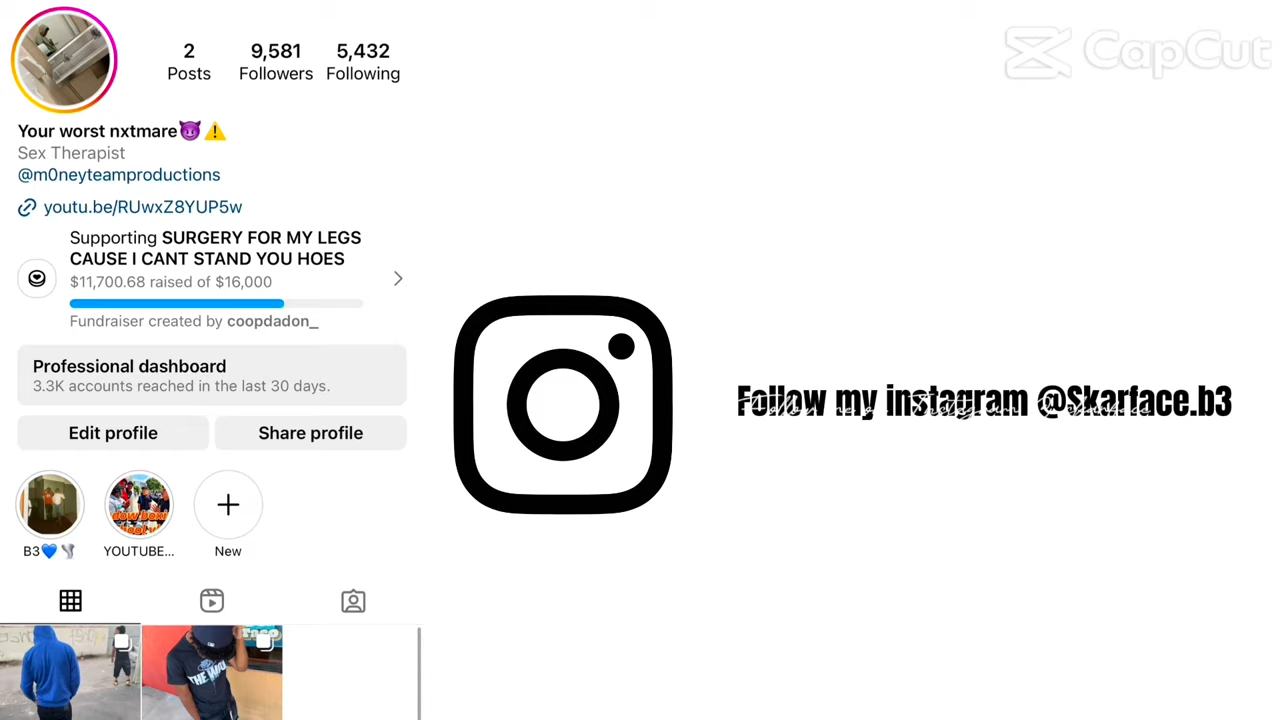 CapCut
2
Posts
9,581
Followers
5,432
Following
Your worst nxtmare😈⚠️
Sex Therapist
@m0neyteamproductions
youtu.be/RUwxZ8YUP5w
Supporting SURGERY FOR MY LEGS
CAUSE I CANT STAND YOU HOES
$11,700.68 raised of $16,000
Fundraiser created by coopdadon_
Professional dashboard
3.3K accounts reached in the last 30 days.
Edit profile
Share profile
B3💙🦿
YOUTUBE...
New
Follow my instagram @Skarface.b3